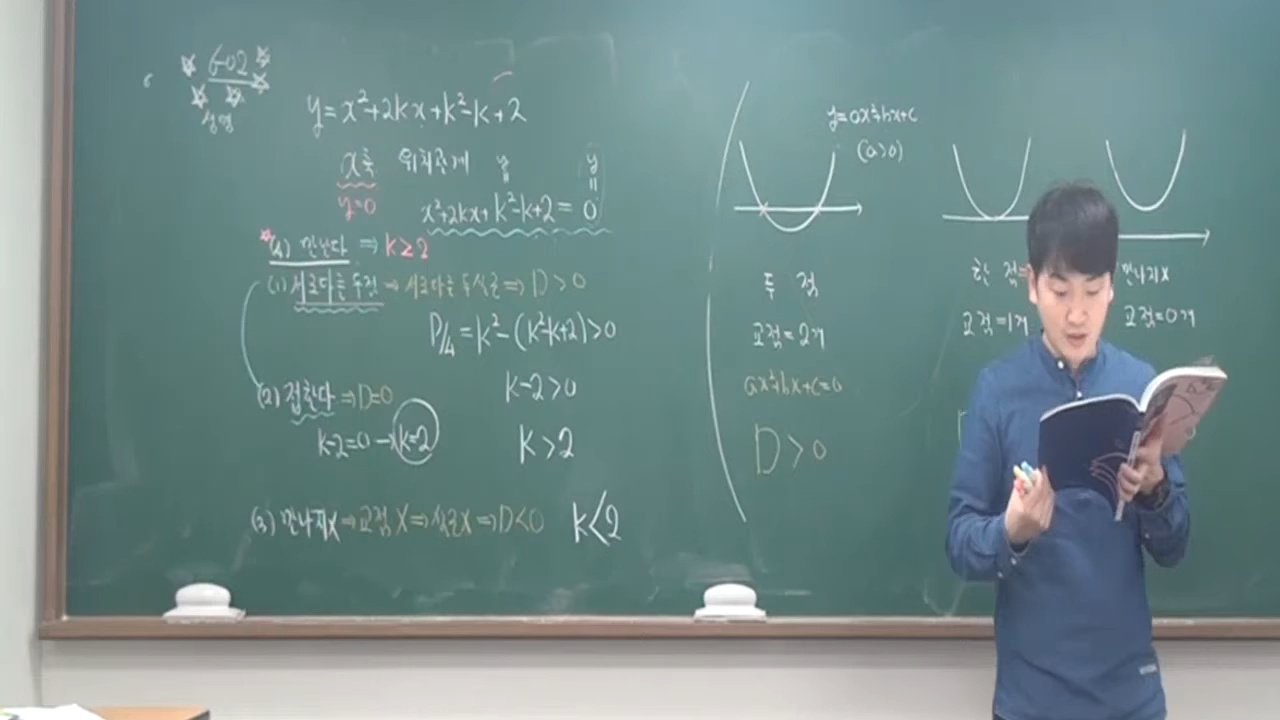 602
설명
y=x²+2kx+k²-k+2
x축 위치관계 y
y=0
y
x²+2kx+k²-k+2=0
(4) 만난다 ⇒ k≥2
(1) 서로다른 두점 ⇒ 서로다른 두실근 ⇒ D>0
D/4=k²-(k²-k+2)>0
k-2>0
k>2
(2) 접한다 ⇒ D=0
k-2=0 → k=2
(3) 만나지X ⇒ 교점X ⇒ 실근X ⇒ D<0 k<2
y=ax²+bx+c
(a>0)
두 점
교점=2개
ax²+bx+c=0
D>0
한 점
교점=1개
만나지X
교점=0개